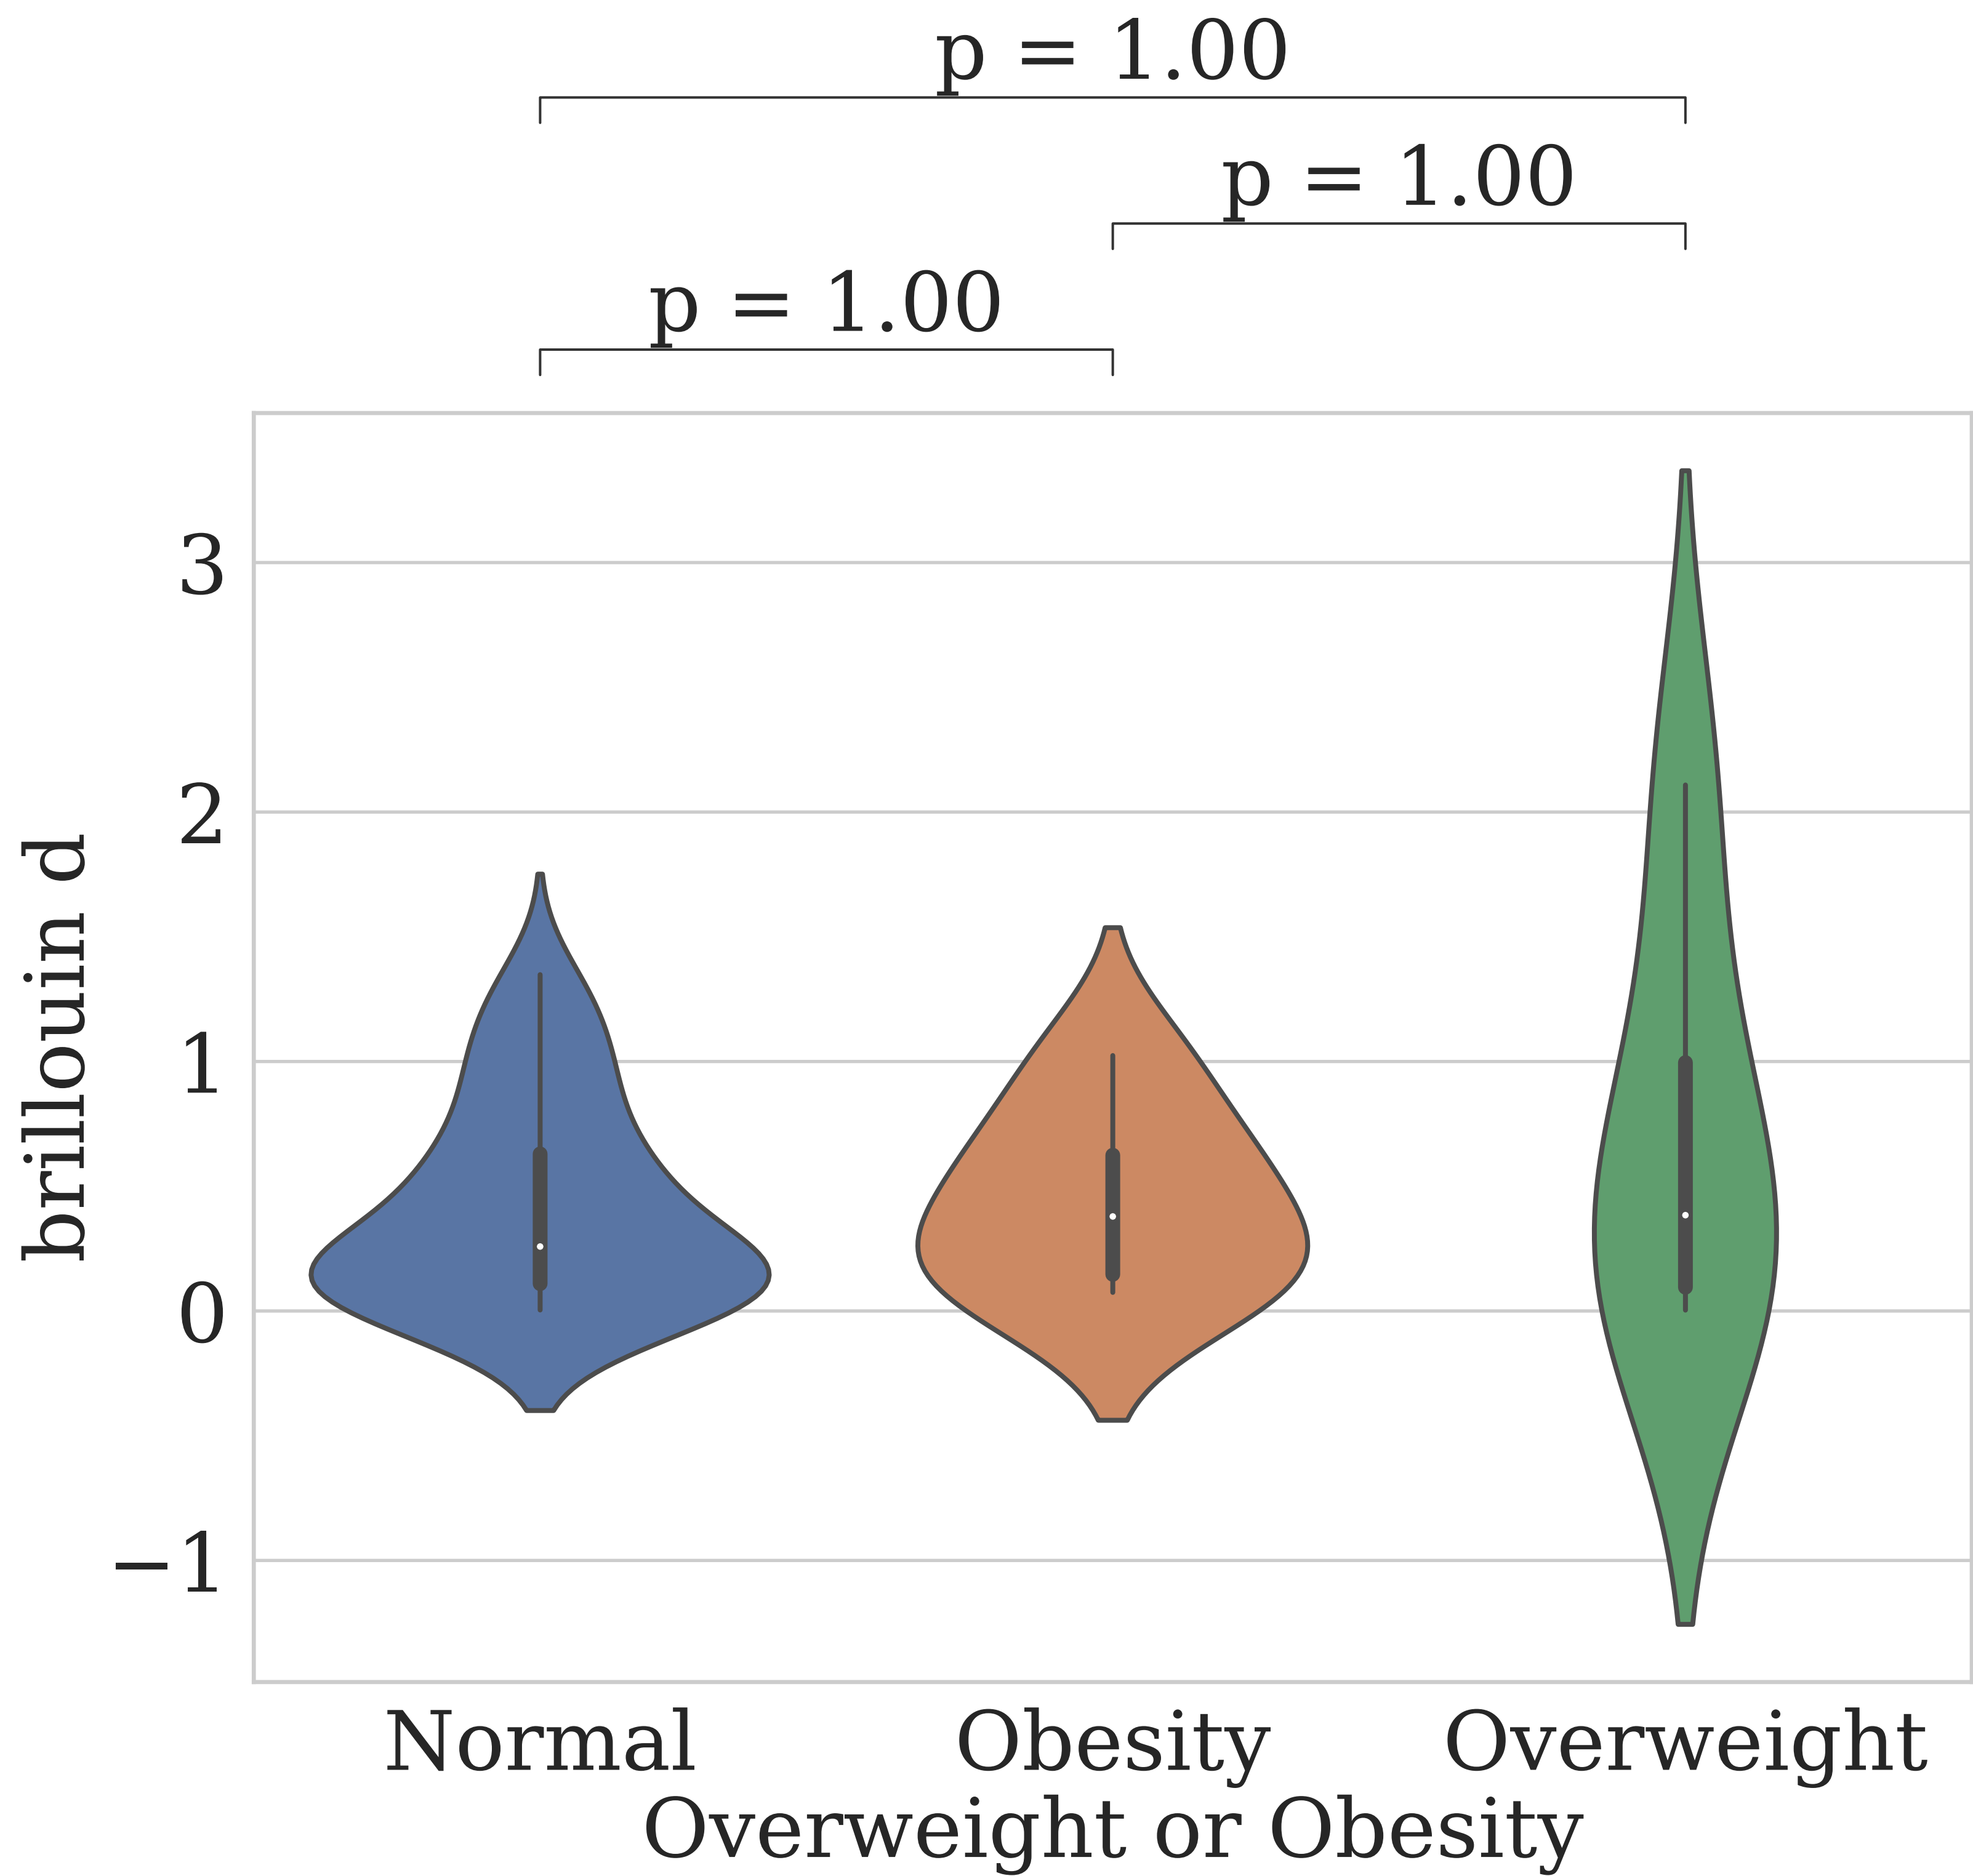 p = 1.00
p = 1.00
p = 1.00
3
2
1
0
−1
brillouin d
Normal Obesity Overweight
Overweight or Obesity